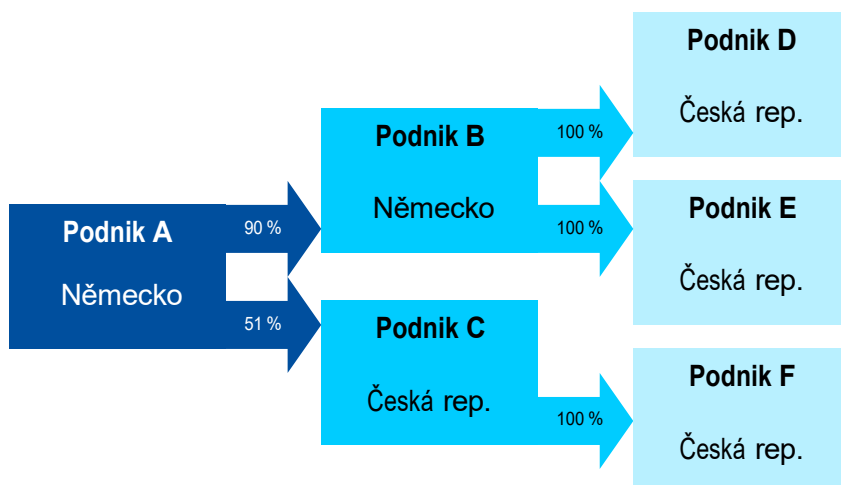 Podnik A
Německo
90 %
51 %
Podnik B
Německo
100 %
100 %
Podnik C
Česká rep.
100 %
Podnik D
Česká rep.
Podnik E
Česká rep.
Podnik F
Česká rep.